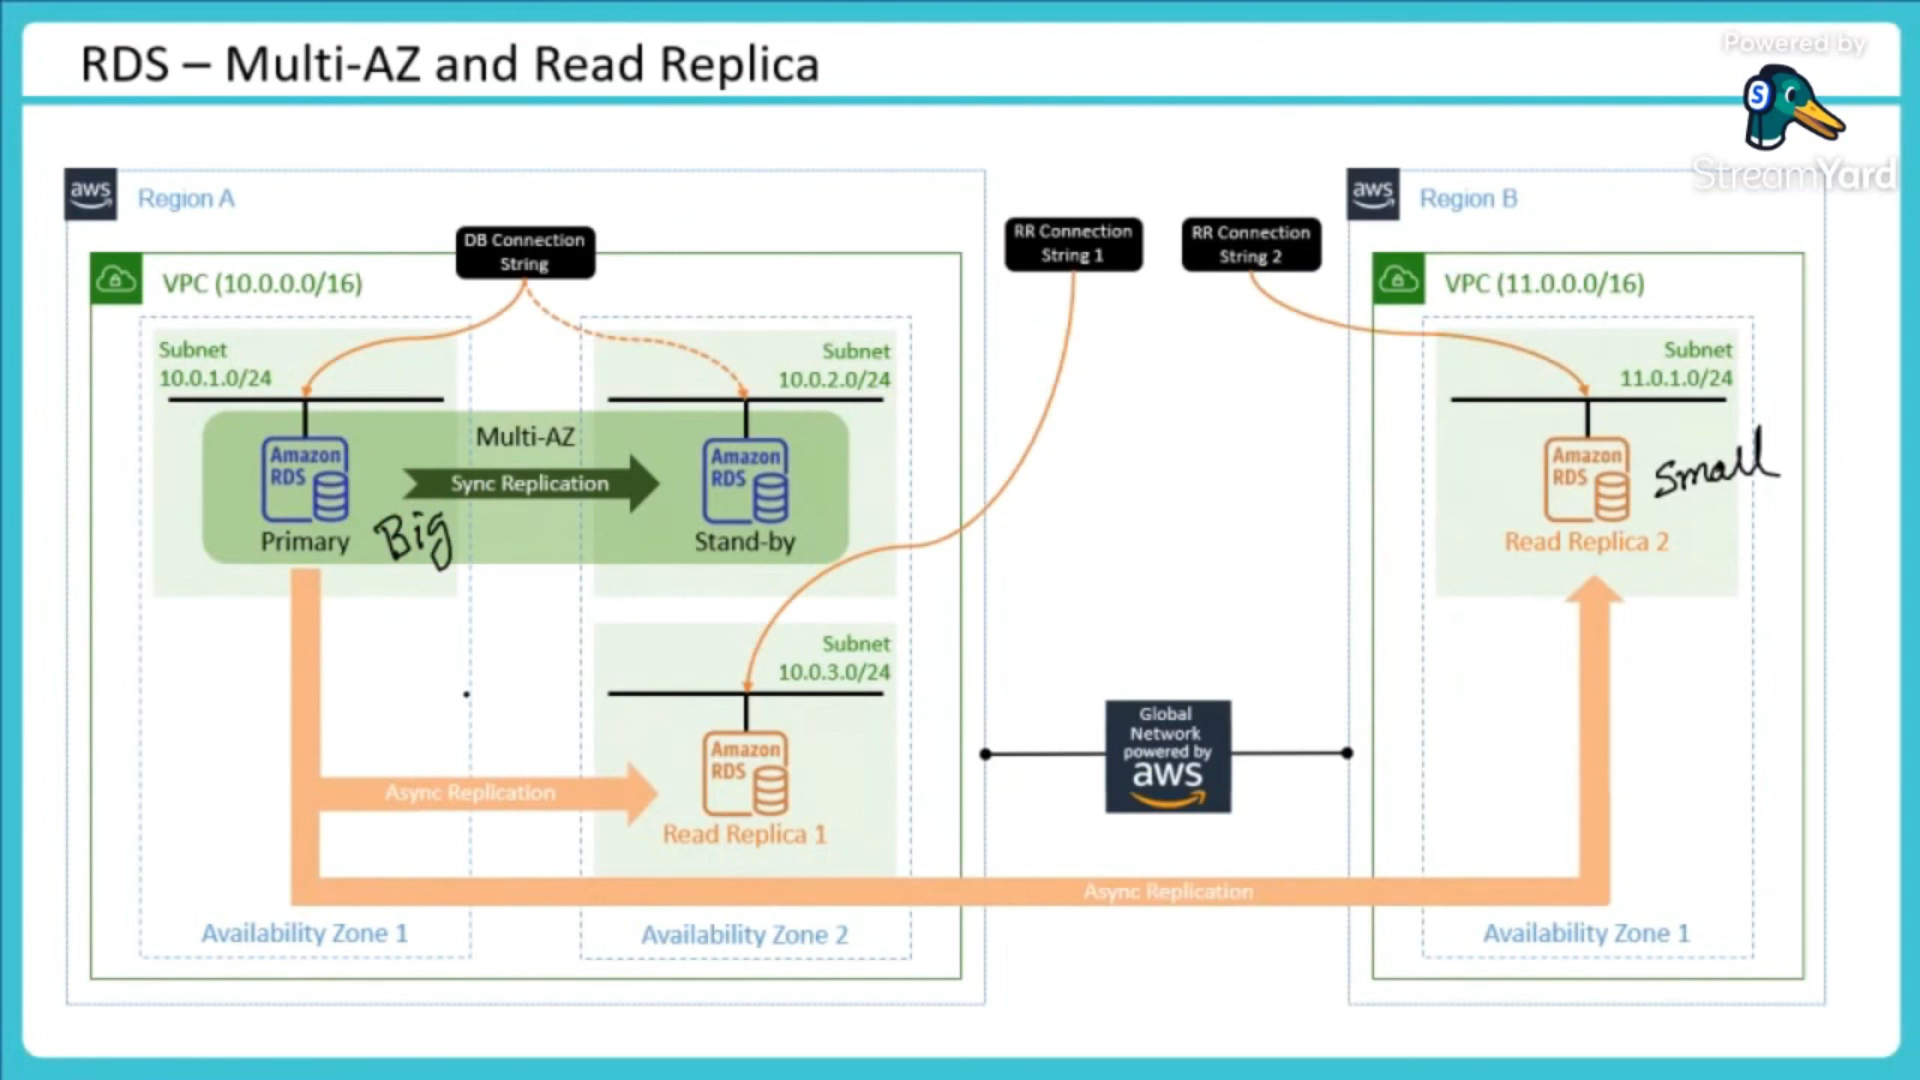 RDS – Multi-AZ and Read Replica
Powered by
S
StreamYard
aws
Region A
DB Connection
String
VPC (10.0.0.0/16)
Subnet
10.0.1.0/24
Subnet
10.0.2.0/24
Multi-AZ
Amazon
RDS
Sync Replication
Amazon
RDS
Primary
Big
Stand-by
Subnet
10.0.3.0/24
Amazon
RDS
Async Replication
Read Replica 1
Availability Zone 1
Availability Zone 2
RR Connection
String 1
RR Connection
String 2
Global
Network
powered by
aws
Async Replication
aws
Region B
VPC (11.0.0.0/16)
Subnet
11.0.1.0/24
Amazon
RDS
Small
Read Replica 2
Availability Zone 1